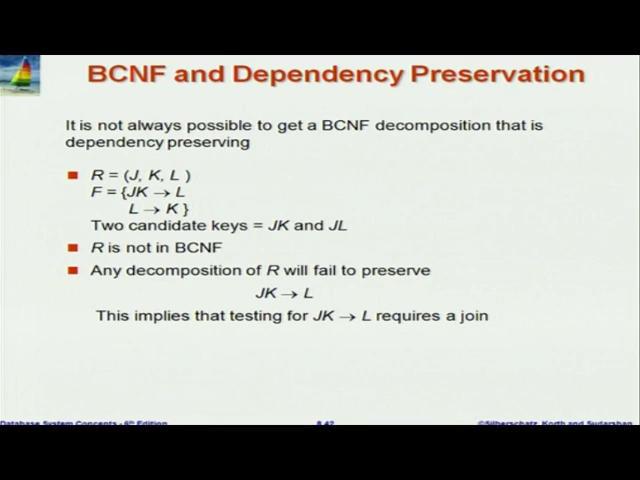 BCNF and Dependency Preservation
It is not always possible to get a BCNF decomposition that is
dependency preserving
R = (J, K, L )
F = {JK → L
L → K }
Two candidate keys = JK and JL
R is not in BCNF
Any decomposition of R will fail to preserve
JK → L
This implies that testing for JK → L requires a join
Database System Concepts - 6th Edition
8.42
©Silberschatz, Korth and Sudarshan